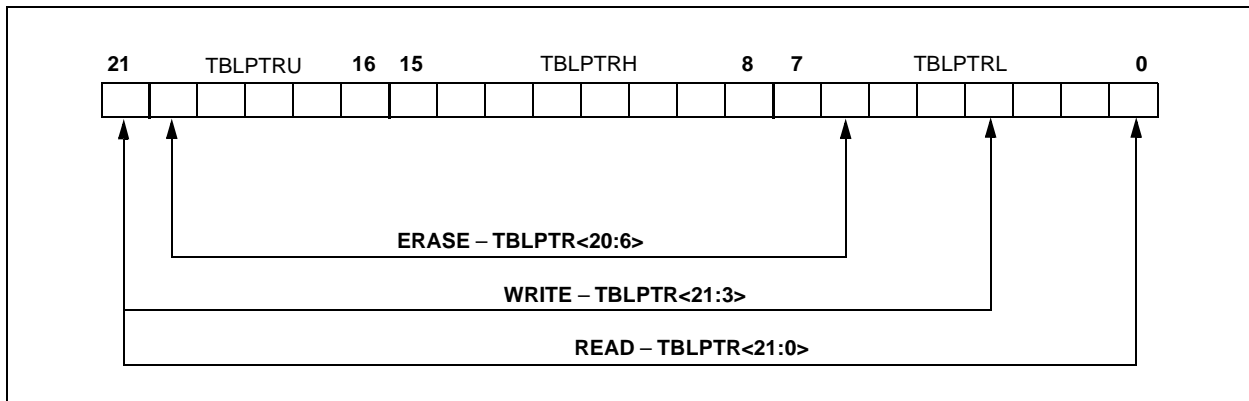 21 TBLPTRU 16 15 TBLPTRH 8 7 TBLPTRL 0
ERASE – TBLPTR<20:6>
WRITE – TBLPTR<21:3>
READ – TBLPTR<21:0>